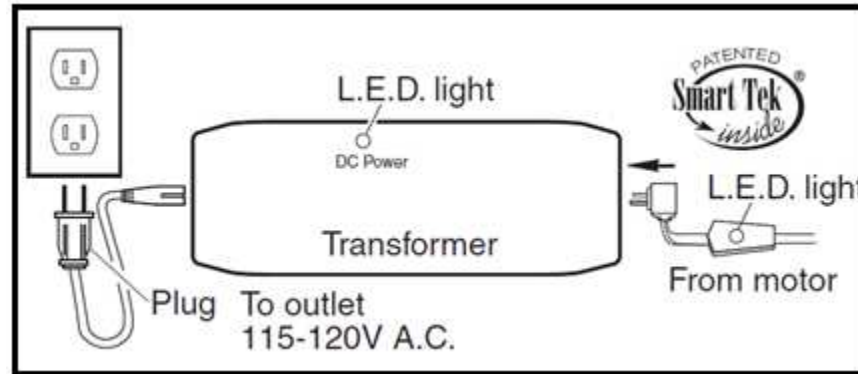 L.E.D. light
DC Power
PATENTED
Smart Tek®
inside
L.E.D. light
Transformer
From motor
Plug
To outlet
115-120V A.C.